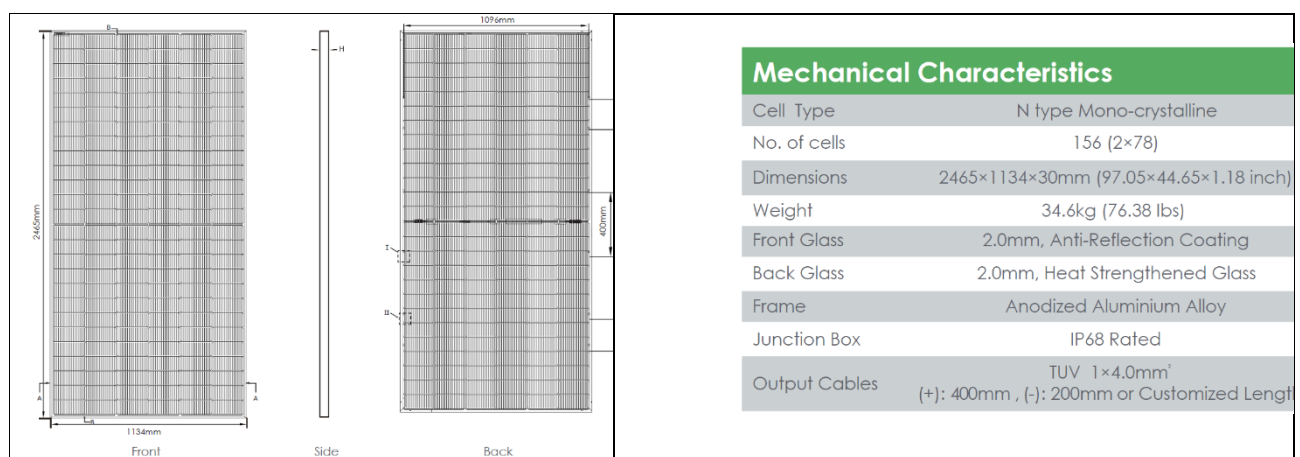 1096mm
B
H
2465mm
400mm
I
II
A
A
B
1134mm
Front
Side
Back
Mechanical Characteristics
Cell Type N type Mono-crystalline
No. of cells 156 (2×78)
Dimensions 2465×1134×30mm (97.05×44.65×1.18 inch)
Weight 34.6kg (76.38 lbs)
Front Glass 2.0mm, Anti-Reflection Coating
Back Glass 2.0mm, Heat Strengthened Glass
Frame Anodized Aluminium Alloy
Junction Box IP68 Rated
Output Cables TUV 1×4.0mm²
(+): 400mm , (-): 200mm or Customized Lengt